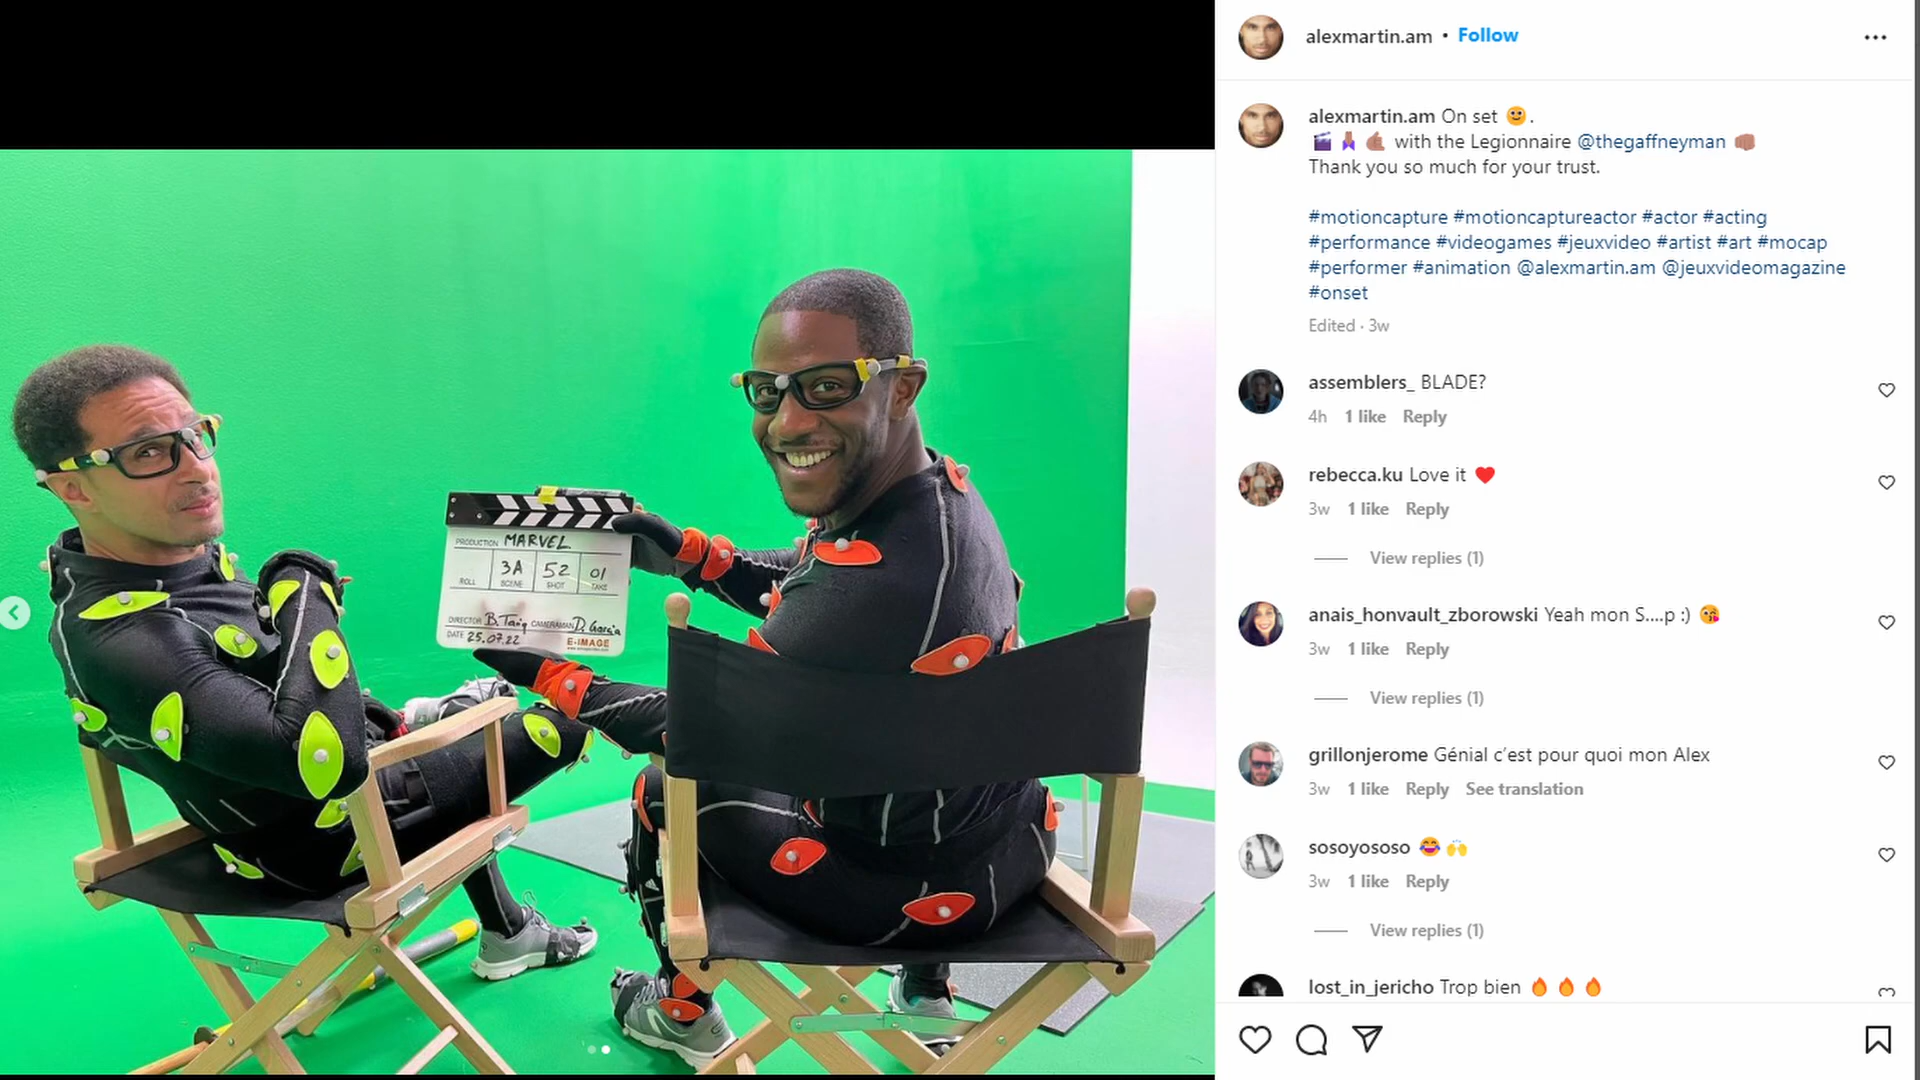 alexmartin.am • Follow
alexmartin.am On set
with the Legionnaire @thegaffneyman
Thank you so much for your trust.
#motioncapture #motioncaptureactor #actor #acting
#performance #videogames #jeuxvideo #artist #art #mocap
#performer #animation @alexmartin.am @jeuxvideomagazine
#onset
Edited · 3w
assemblers_ BLADE?
4h 1 like Reply
rebecca.ku Love it ♥
3w 1 like Reply
View replies (1)
anais_honvault_zborowski Yeah mon S....p :) 😘
3w 1 like Reply
View replies (1)
grillonjerome Génial c'est pour quoi mon Alex
3w 1 like Reply See translation
sosoyososo 😂🙌
3w 1 like Reply
View replies (1)
lost_in_jericho Trop bien 🔥🔥🔥
PRODUCTION MARVEL
3A 52 01
ROLL SCENE SHOT TAKE
DIRECTOR B. Tariq CAMERAMAN D. Garcia
DATE 25.07.22 E-IMAGE